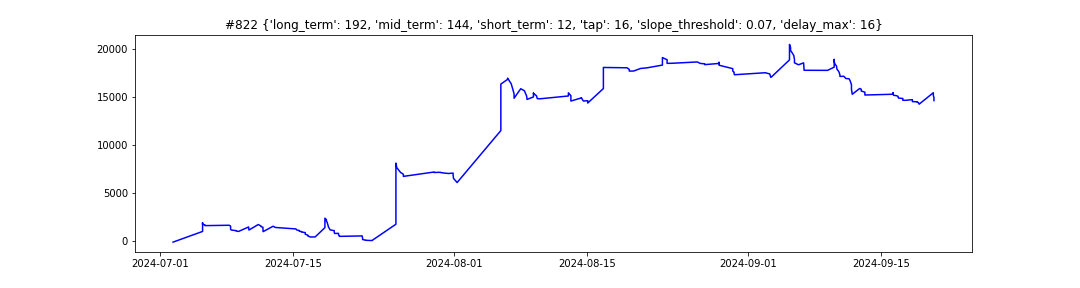 #822 {'long_term': 192, 'mid_term': 144, 'short_term': 12, 'tap': 16, 'slope_threshold': 0.07, 'delay_max': 16}
20000
15000
10000
5000
0
2024-07-01 2024-07-15 2024-08-01 2024-08-15 2024-09-01 2024-09-15